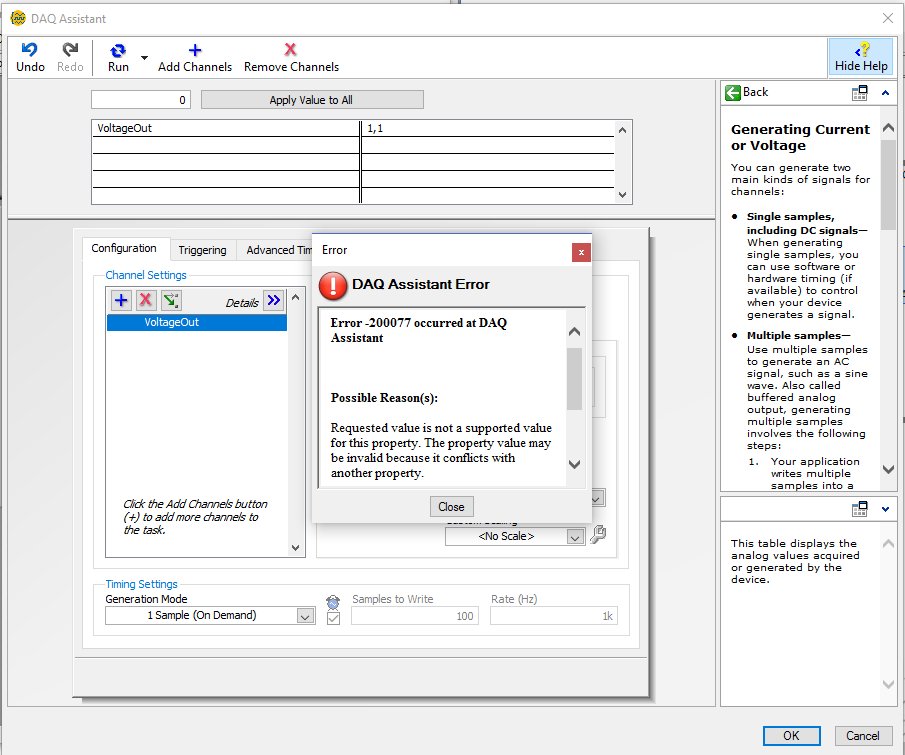 DAQ Assistant
Undo
Redo
Run
Add Channels
Remove Channels
Hide Help
0
Apply Value to All
VoltageOut
1,1
Configuration
Triggering
Advanced Tim
Channel Settings
Details
VoltageOut
Click the Add Channels button
(+) to add more channels to
the task.
Error
DAQ Assistant Error
Error -200077 occurred at DAQ
Assistant
Possible Reason(s):
Requested value is not a supported value
for this property. The property value may
be invalid because it conflicts with
another property.
Close
Custom Scaling
<No Scale>
Timing Settings
Generation Mode
1 Sample (On Demand)
Samples to Write
100
Rate (Hz)
1k
Back
Generating Current
or Voltage
You can generate two
main kinds of signals for
channels:
• Single samples,
including DC signals—
When generating
single samples, you
can use software or
hardware timing (if
available) to control
when your device
generates a signal.
• Multiple samples—
Use multiple samples
to generate an AC
signal, such as a sine
wave. Also called
buffered analog
output, generating
multiple samples
involves the following
steps:
1. Your application
writes multiple
samples into a
This table displays the
analog values acquired
or generated by the
device.
OK
Cancel